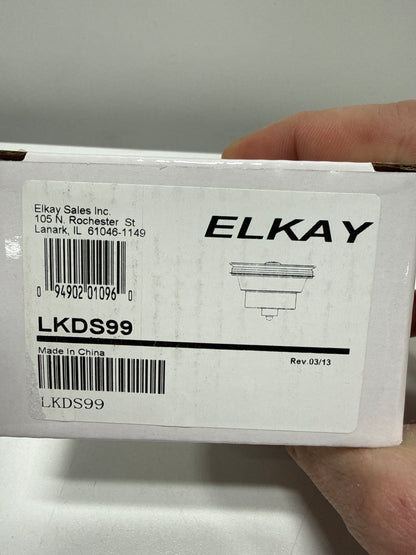 Elkay Sales Inc.
105 N. Rochester St
Lanark, IL 61046-1149
ELKAY
0 94902 01096 0
LKDS99
Made In China
Rev.03/13
LKDS99